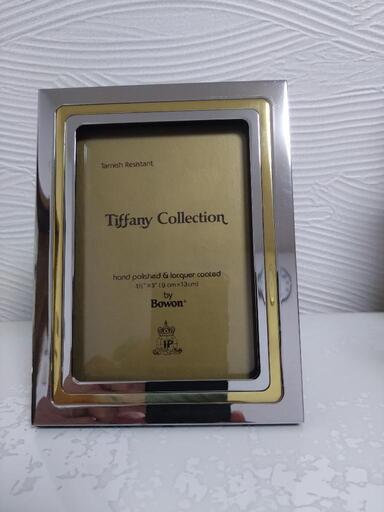 Tarnish Resistant
Tiffany Collection
hand polished & lacquer coated
3½" × 5" (9 cm × 13 cm)
by
Bowon®
IP